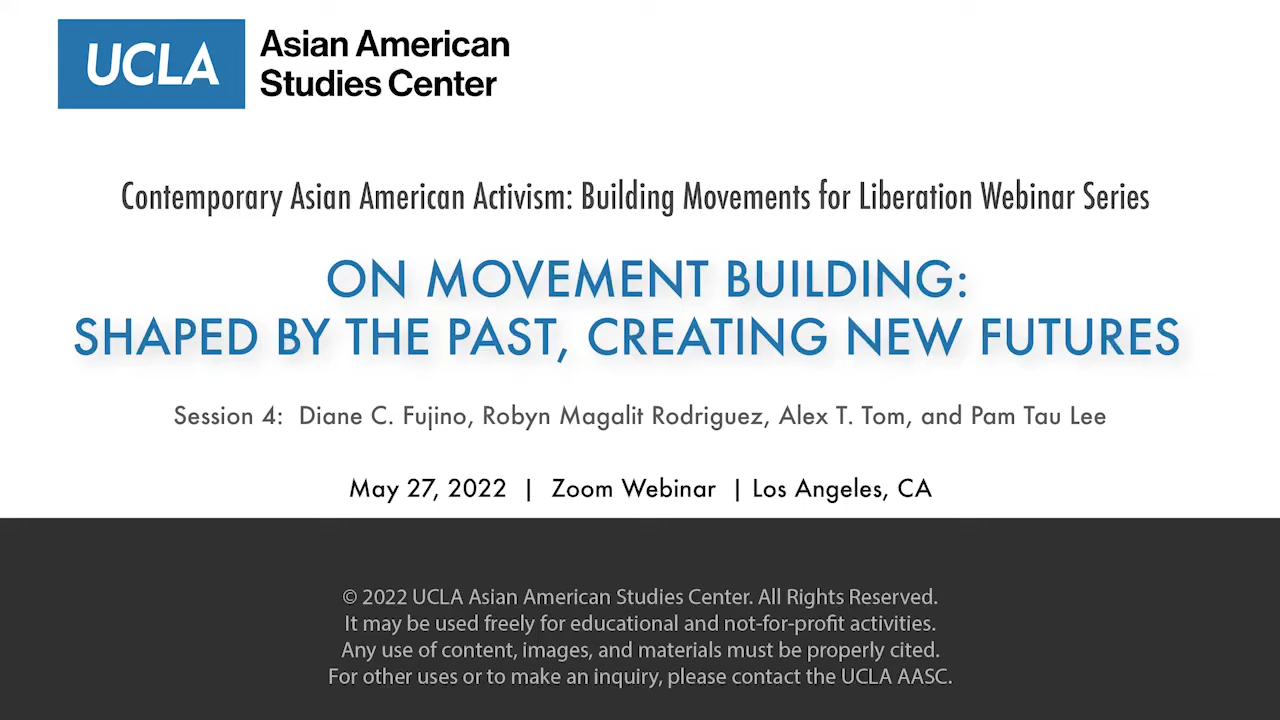 UCLA
Asian American
Studies Center
Contemporary Asian American Activism: Building Movements for Liberation Webinar Series
ON MOVEMENT BUILDING:
SHAPED BY THE PAST, CREATING NEW FUTURES
Session 4: Diane C. Fujino, Robyn Magalit Rodriguez, Alex T. Tom, and Pam Tau Lee
May 27, 2022 | Zoom Webinar | Los Angeles, CA
© 2022 UCLA Asian American Studies Center. All Rights Reserved.
It may be used freely for educational and not-for-profit activities.
Any use of content, images, and materials must be properly cited.
For other uses or to make an inquiry, please contact the UCLA AASC.